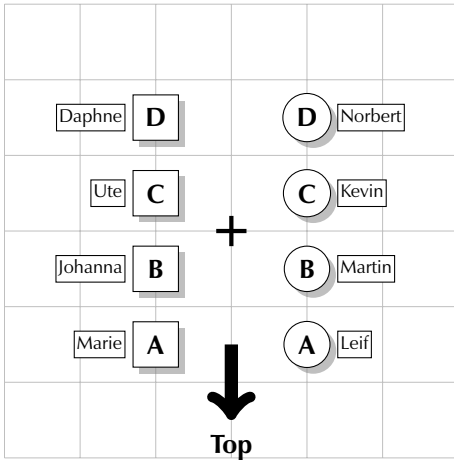 Daphne D D Norbert
Ute C C Kevin
Johanna B B Martin
Marie A A Leif
Top